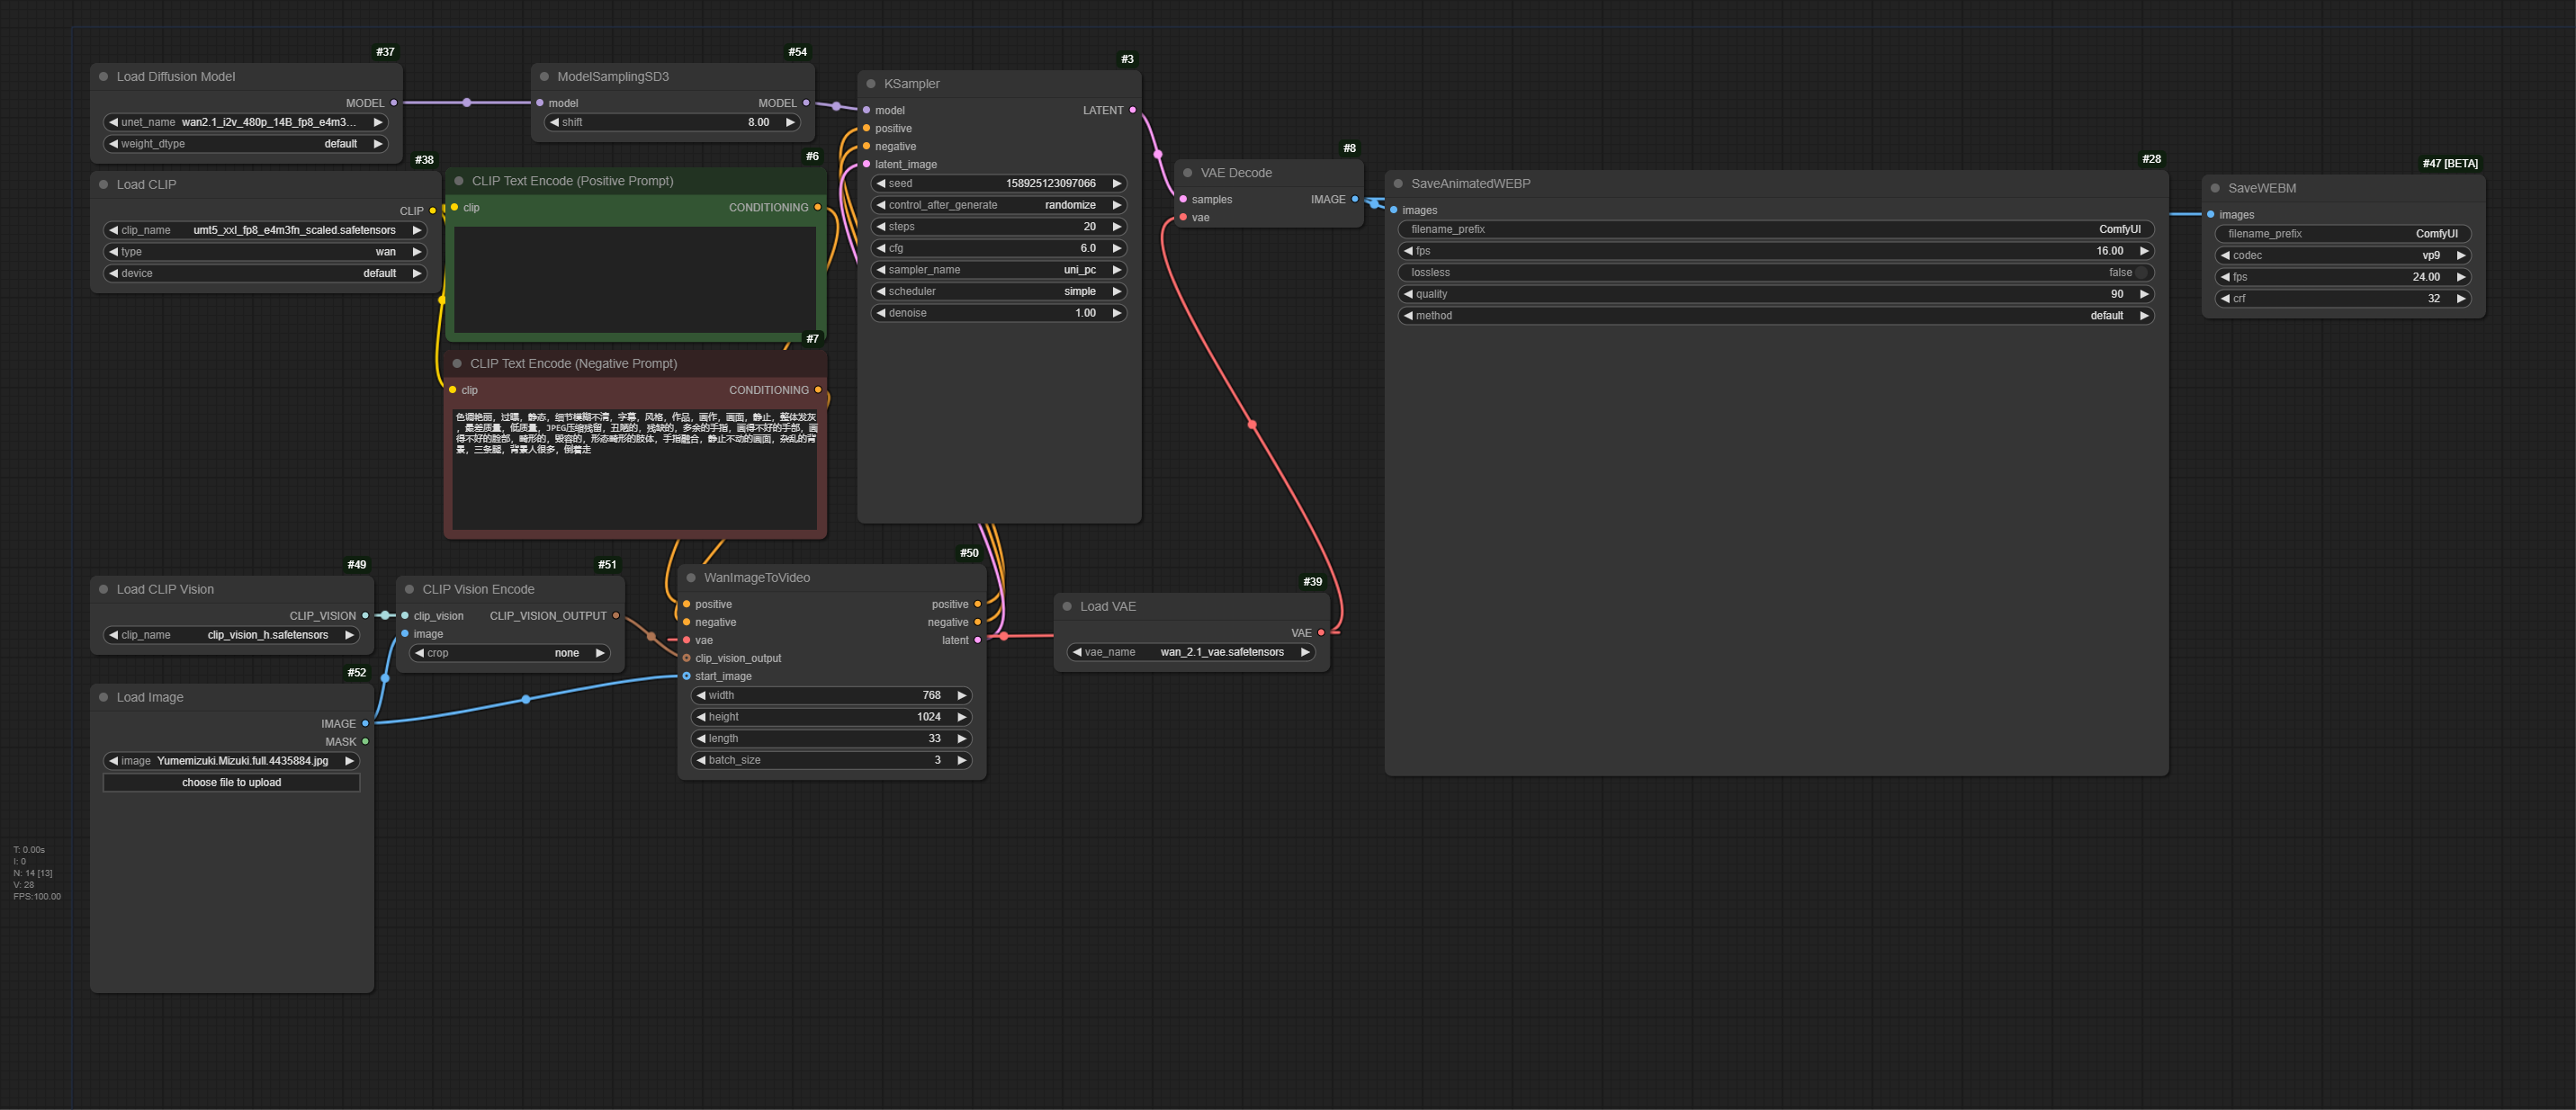 #37
Load Diffusion Model
MODEL
unet_name wan2.1_i2v_480p_14B_fp8_e4m3...
weight_dtype default
#38
Load CLIP
CLIP
clip_name umt5_xxl_fp8_e4m3fn_scaled.safetensors
type wan
device default
#54
ModelSamplingSD3
model MODEL
shift 8.00
#6
CLIP Text Encode (Positive Prompt)
clip CONDITIONING
#7
CLIP Text Encode (Negative Prompt)
clip CONDITIONING
色调艳丽，过曝，静态，细节模糊不清，字幕，风格，作品，画作，画面，静止，整体发灰
，最差质量，低质量，JPEG压缩残留，丑陋的，残缺的，多余的手指，画得不好的手部，画
得不好的脸部，畸形的，毁容的，形态畸形的肢体，手指融合，静止不动的画面，杂乱的背
景，三条腿，背景人很多，倒着走
#3
KSampler
model LATENT
positive
negative
latent_image
seed 158925123097066
control_after_generate randomize
steps 20
cfg 6.0
sampler_name uni_pc
scheduler simple
denoise 1.00
#8
VAE Decode
samples IMAGE
vae
#28
SaveAnimatedWEBP
images
filename_prefix ComfyUI
fps 16.00
lossless false
quality 90
method default
#47 [BETA]
SaveWEBM
images
filename_prefix ComfyUI
codec vp9
fps 24.00
crf 32
#49
Load CLIP Vision
CLIP_VISION
clip_name clip_vision_h.safetensors
#51
CLIP Vision Encode
clip_vision CLIP_VISION_OUTPUT
image
crop none
#52
Load Image
IMAGE
MASK
image Yumemizuki.Mizuki.full.4435884.jpg
choose file to upload
#50
WanImageToVideo
positive positive
negative negative
vae latent
clip_vision_output
start_image
width 768
height 1024
length 33
batch_size 3
#39
Load VAE
VAE
vae_name wan_2.1_vae.safetensors
T: 0.00s
I: 0
N: 14 [13]
V: 28
FPS:100.00